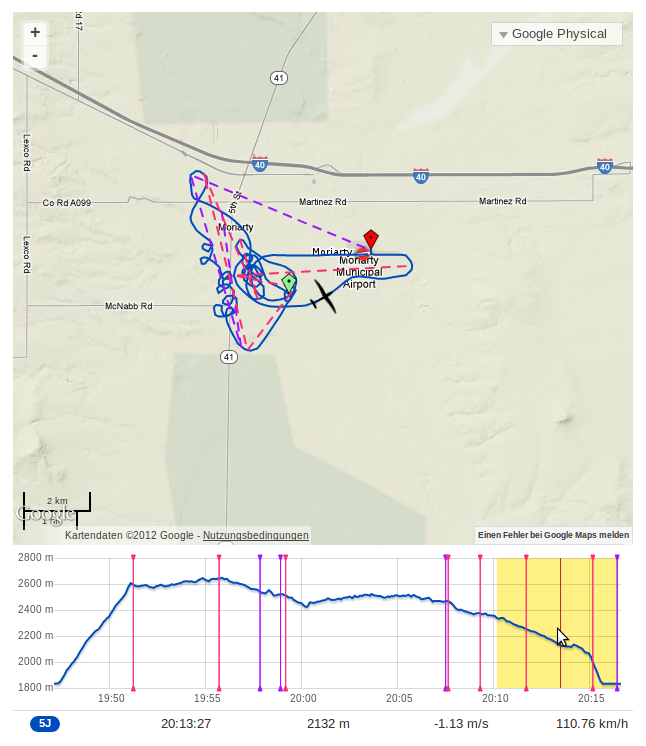 Rd 17
+
-
Google Physical
41
Lexco Rd
40
40
40
Co Rd A099
5th St
Martinez Rd
Martinez Rd
Moriarty
Lexco Rd
Moriarty
Moriarty
Municipal
Airport
McNabb Rd
41
2 km
Google
Kartendaten ©2012 Google - Nutzungsbedingungen
Einen Fehler bei Google Maps melden
2800 m
2600 m
2400 m
2200 m
2000 m
1800 m
19:50
19:55
20:00
20:05
20:10
20:15
5J
20:13:27
2132 m
-1.13 m/s
110.76 km/h